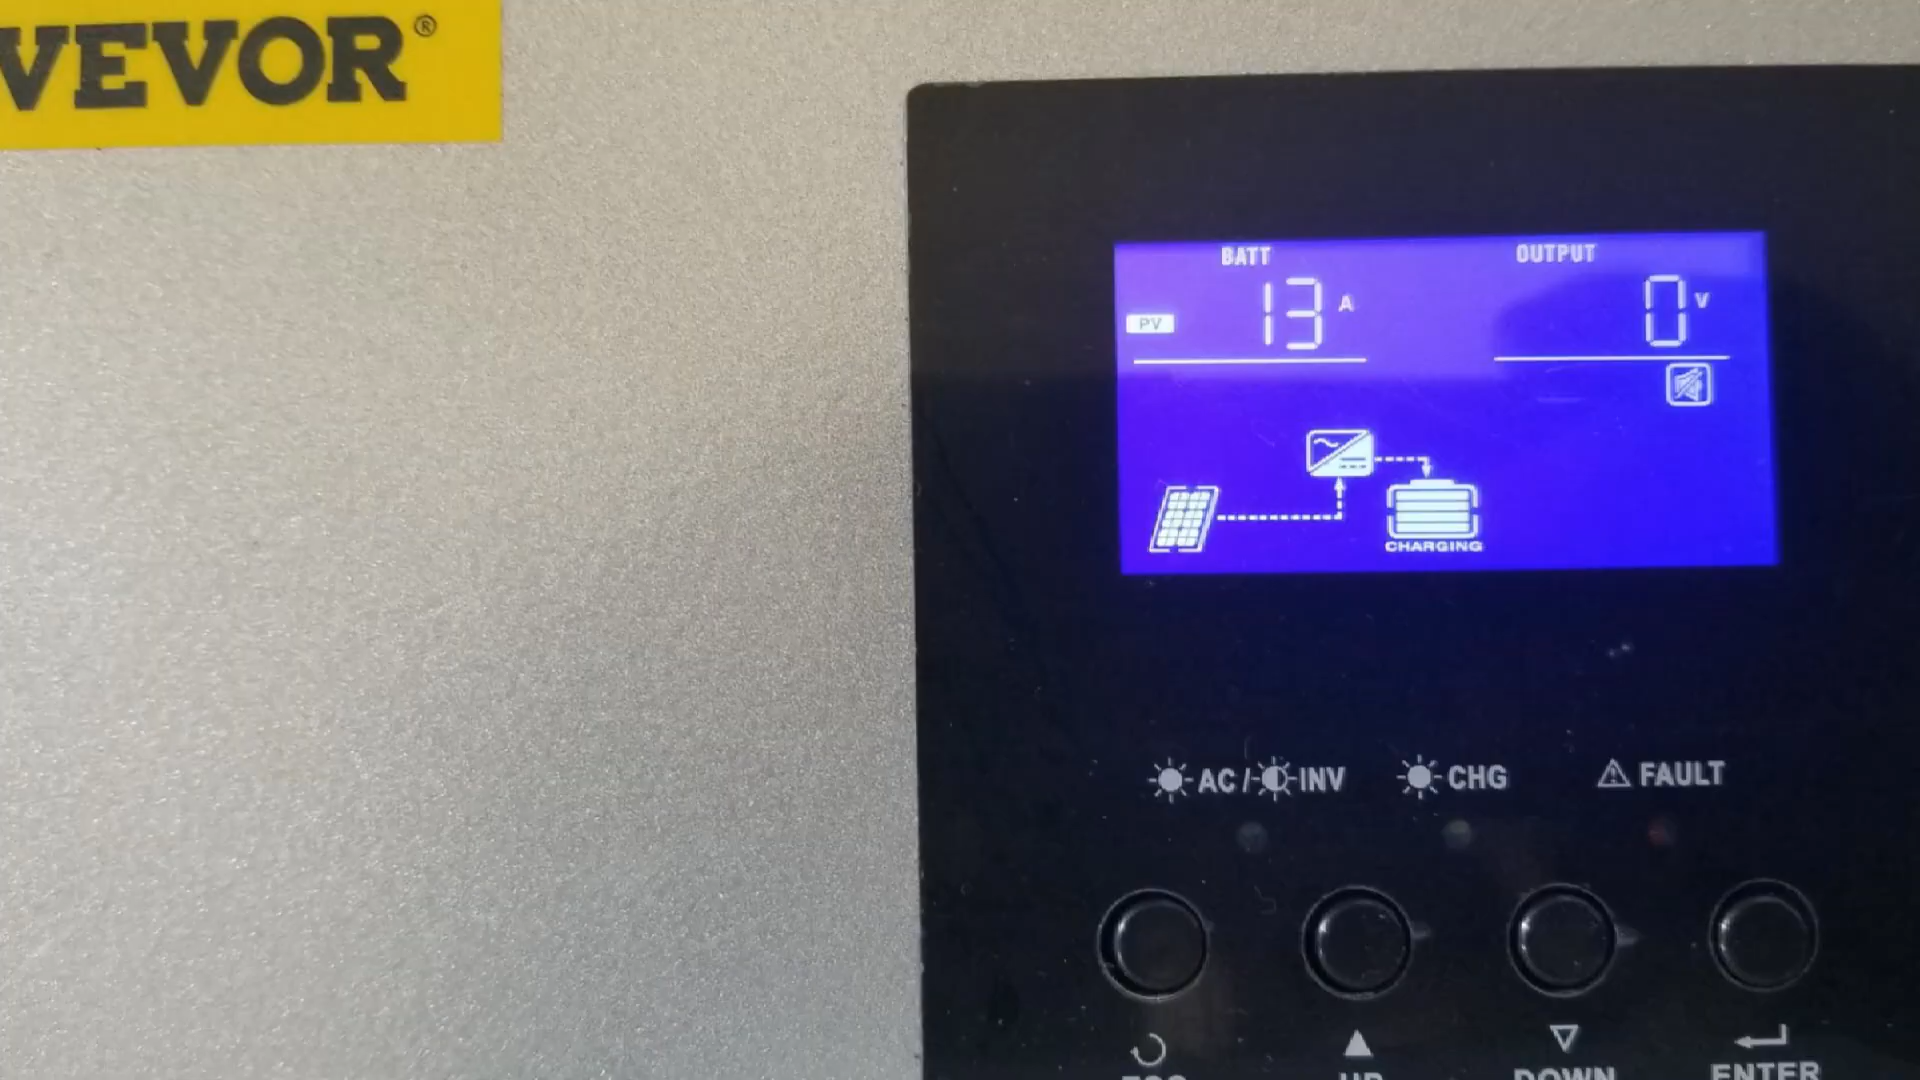 VEVOR®
BATT OUTPUT
PV 13 A 0 V
CHARGING
AC / INV CHG FAULT
ESC UP DOWN ENTER